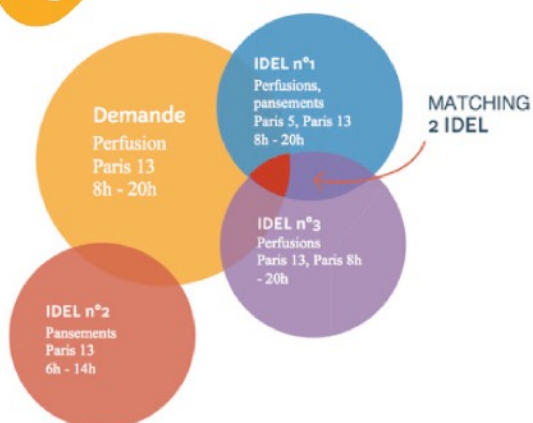 Demande
Perfusion
Paris 13
8h - 20h
IDEL n°1
Perfusions,
pansements
Paris 5, Paris 13
8h - 20h
MATCHING
2 IDEL
IDEL n°3
Perfusions
Paris 13, Paris 8h
- 20h
IDEL n°2
Pansements
Paris 13
6h - 14h